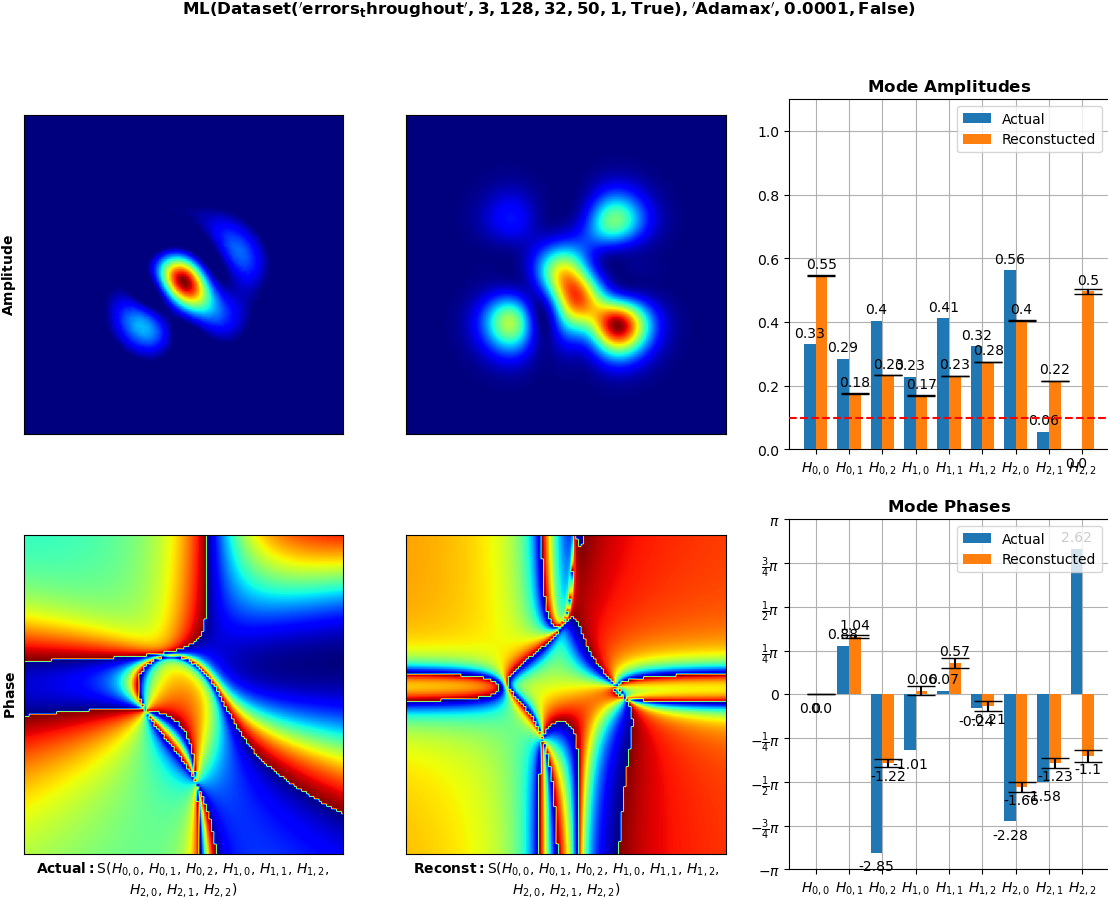 ML(Dataset('errors_throughout', 3, 128, 32, 50, 1, True), 'Adamax', 0.0001, False)
Amplitude
Mode Amplitudes
Actual
Reconstucted
1.0
0.8
0.6
0.4
0.2
0.0
0.33
0.55
0.29
0.18
0.4
0.23
0.23
0.17
0.41
0.23
0.32
0.28
0.56
0.4
0.06
0.22
0.0
0.5
H0,0 H0,1 H0,2 H1,0 H1,1 H1,2 H2,0 H2,1 H2,2
Phase
Mode Phases
Actual
Reconstucted
π
3/4π
1/2π
1/4π
0
−1/4π
−1/2π
−3/4π
−π
0.0
0.0
0.88
1.04
-2.85
-1.22
-1.01
0.06
0.07
0.57
-0.24
-0.21
-2.28
-1.66
-1.58
-1.23
2.62
-1.1
H0,0 H0,1 H0,2 H1,0 H1,1 H1,2 H2,0 H2,1 H2,2
Actual: S(H0,0, H0,1, H0,2, H1,0, H1,1, H1,2,
H2,0, H2,1, H2,2)
Reconst: S(H0,0, H0,1, H0,2, H1,0, H1,1, H1,2,
H2,0, H2,1, H2,2)